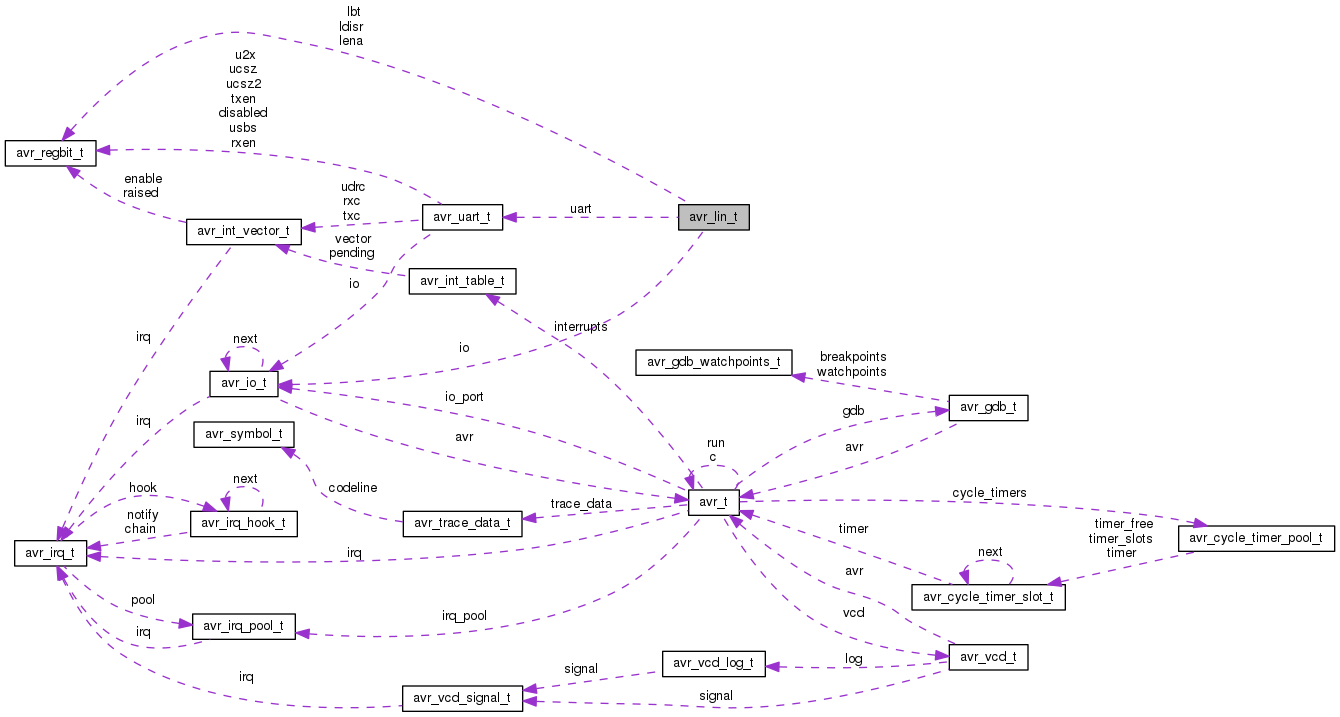 lbt
ldisr
lena
u2x
ucsz
ucsz2
txen
disabled
usbs
rxen
avr_regbit_t
enable
raised
udrc
rxc
txc
uart
avr_lin_t
avr_uart_t
avr_int_vector_t
vector
pending
avr_int_table_t
io
irq
interrupts
next
io
avr_gdb_watchpoints_t
breakpoints
watchpoints
avr_io_t
io_port
gdb
avr_gdb_t
irq
avr_symbol_t
avr
run
c
avr
hook
next
codeline
cycle_timers
avr_t
trace_data
notify
chain
avr_irq_hook_t
avr_trace_data_t
timer
timer_free
timer_slots
timer
avr_cycle_timer_pool_t
avr_irq_t
irq
next
avr
avr_cycle_timer_slot_t
pool
irq_pool
vcd
avr_irq_pool_t
irq
avr_vcd_log_t
log
avr_vcd_t
irq
signal
avr_vcd_signal_t
signal